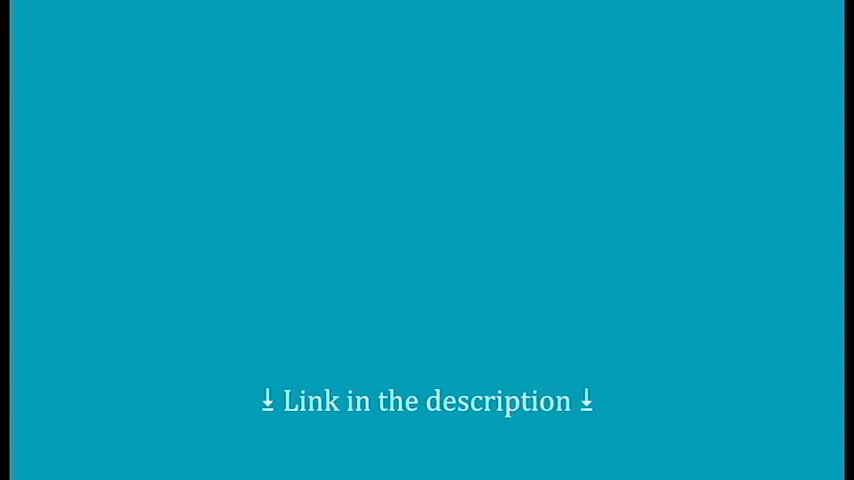 ⤓ Link in the description ⤓